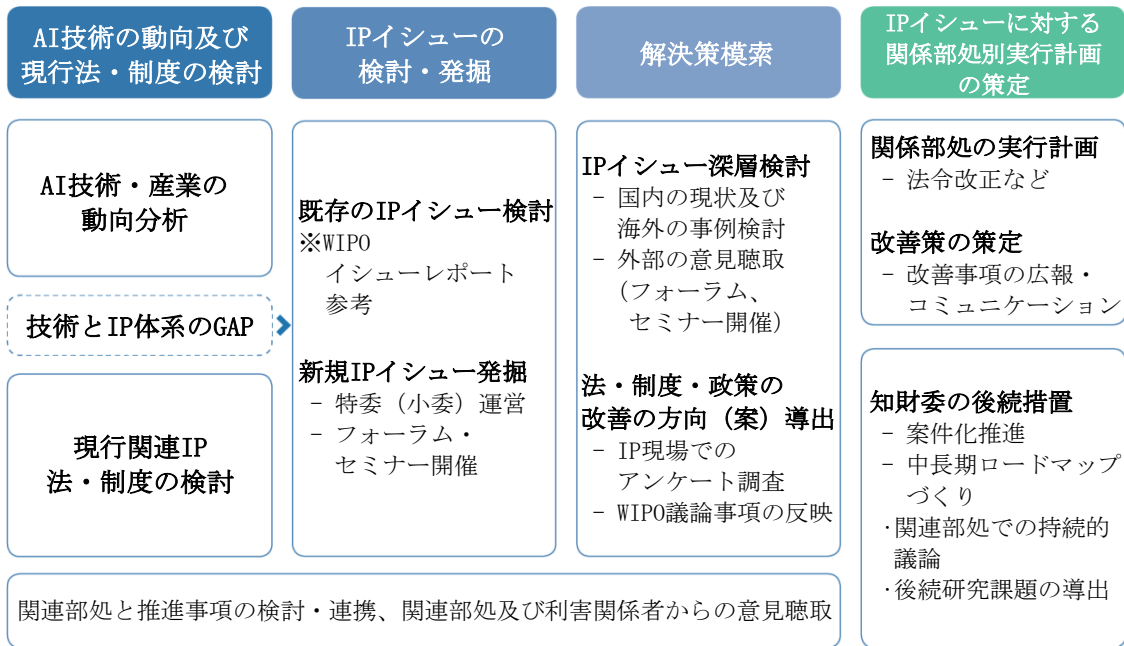 AI技術の動向及び
現行法・制度の検討
AI技術・産業の
動向分析
技術とIP体系のGAP
現行関連IP
法・制度の検討
IPイシューの
検討・発掘
既存のIPイシュー検討
※WIPO
イシューレポート
参考
新規IPイシュー発掘
- 特委（小委）運営
- フォーラム・
セミナー開催
解決策模索
IPイシュー深層検討
- 国内の現状及び
海外の事例検討
- 外部の意見聴取
(フォーラム、
セミナー開催)
法・制度・政策の
改善の方向（案）導出
- IP現場での
アンケート調査
- WIPO議論事項の反映
関連部処と推進事項の検討・連携、関連部処及び利害関係者からの意見聴取
IPイシューに対する
関係部処別実行計画
の策定
関係部処の実行計画
- 法令改正など
改善策の策定
- 改善事項の広報・
コミュニケーション
知財委の後続措置
- 案件化推進
- 中長期ロードマップ
づくり
·関連部処での持続的
議論
·後続研究課題の導出